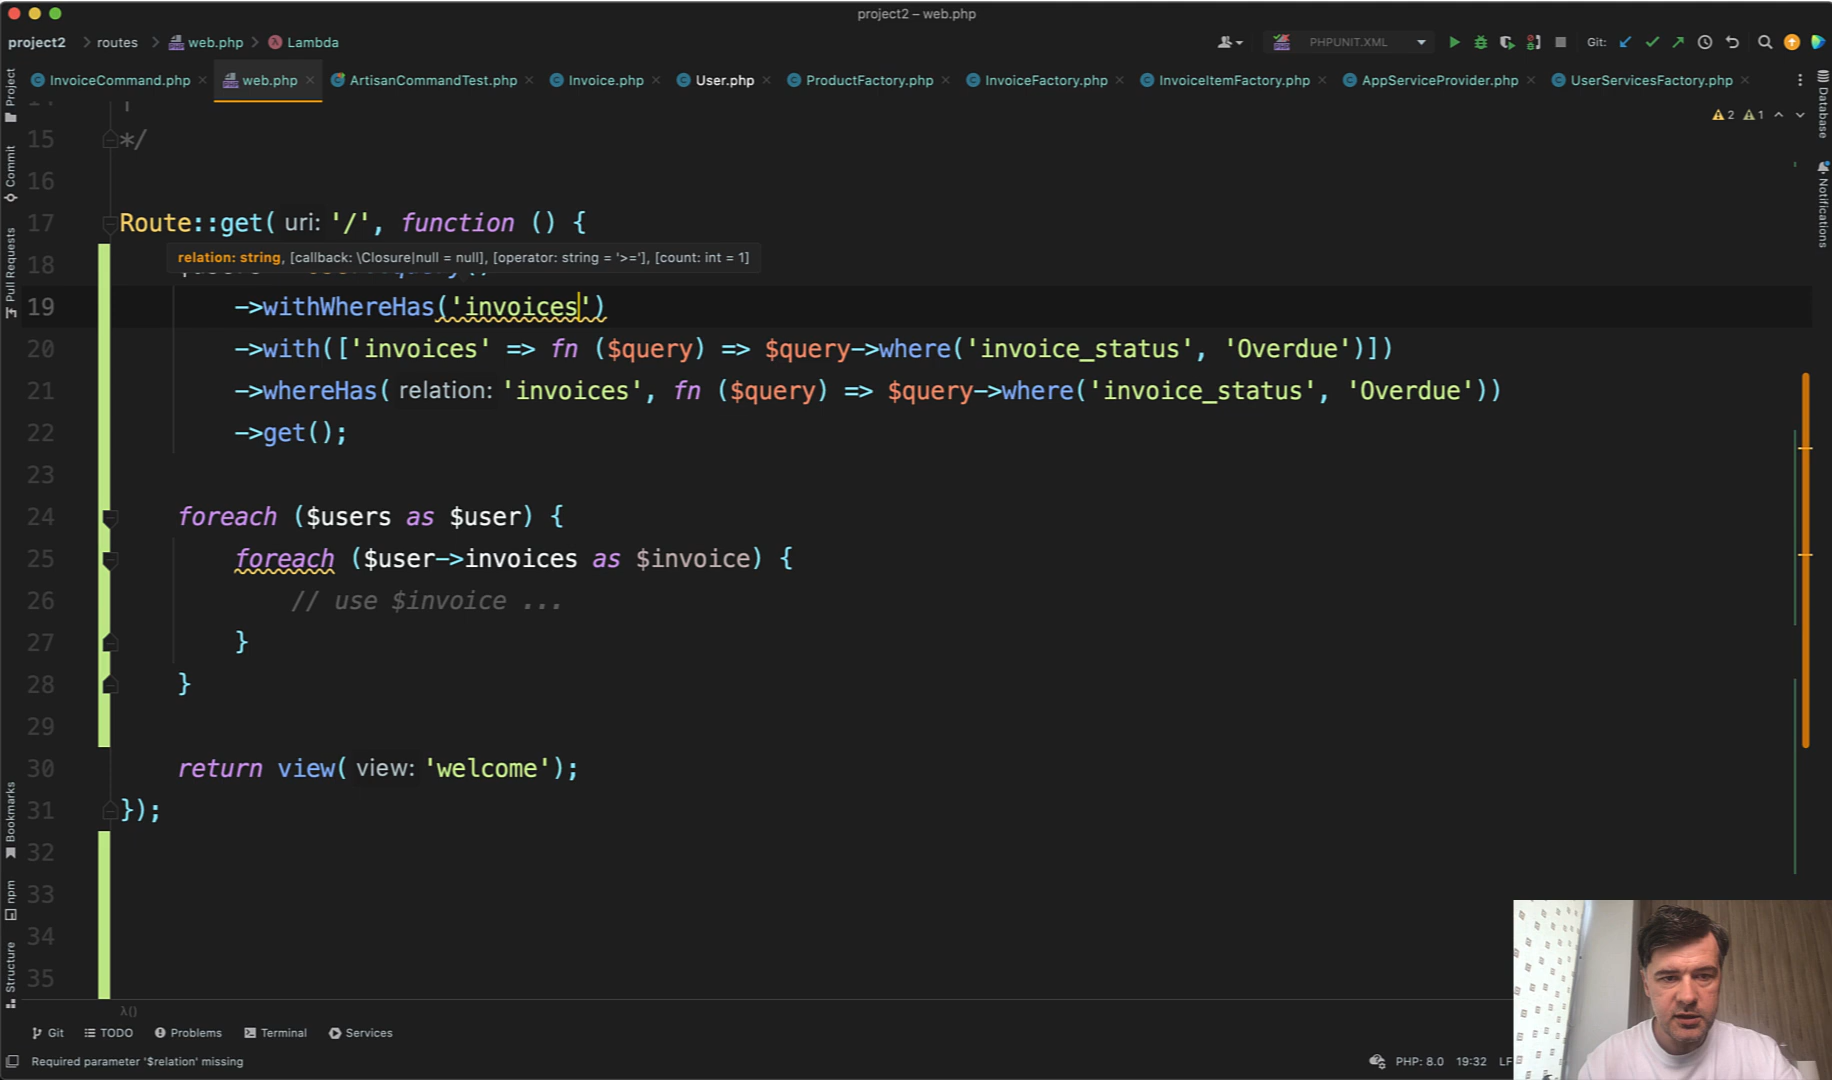 project2 – web.php
project2 > routes > web.php > Lambda
PHPUNIT.XML
Git:
InvoiceCommand.php
web.php
ArtisanCommandTest.php
Invoice.php
User.php
ProductFactory.php
InvoiceFactory.php
InvoiceItemFactory.php
AppServiceProvider.php
UserServicesFactory.php
2 1
Project
Commit
Pull Requests
Bookmarks
npm
Structure
Database
Notifications
15 */
16
17 Route::get( uri: '/', function () {
relation: string, [callback: \Closure|null = null], [operator: string = '>=', [count: int = 1]
18
19 ->withWhereHas('invoices')
20 ->with(['invoices' => fn ($query) => $query->where('invoice_status', 'Overdue')])
21 ->whereHas( relation: 'invoices', fn ($query) => $query->where('invoice_status', 'Overdue'))
22 ->get();
23
24 foreach ($users as $user) {
25 foreach ($user->invoices as $invoice) {
26 // use $invoice ...
27 }
28 }
29
30 return view( view: 'welcome');
31 });
32
33
34
35
λ()
Git TODO Problems Terminal Services
Required parameter '$relation' missing
PHP: 8.0 19:32 LF